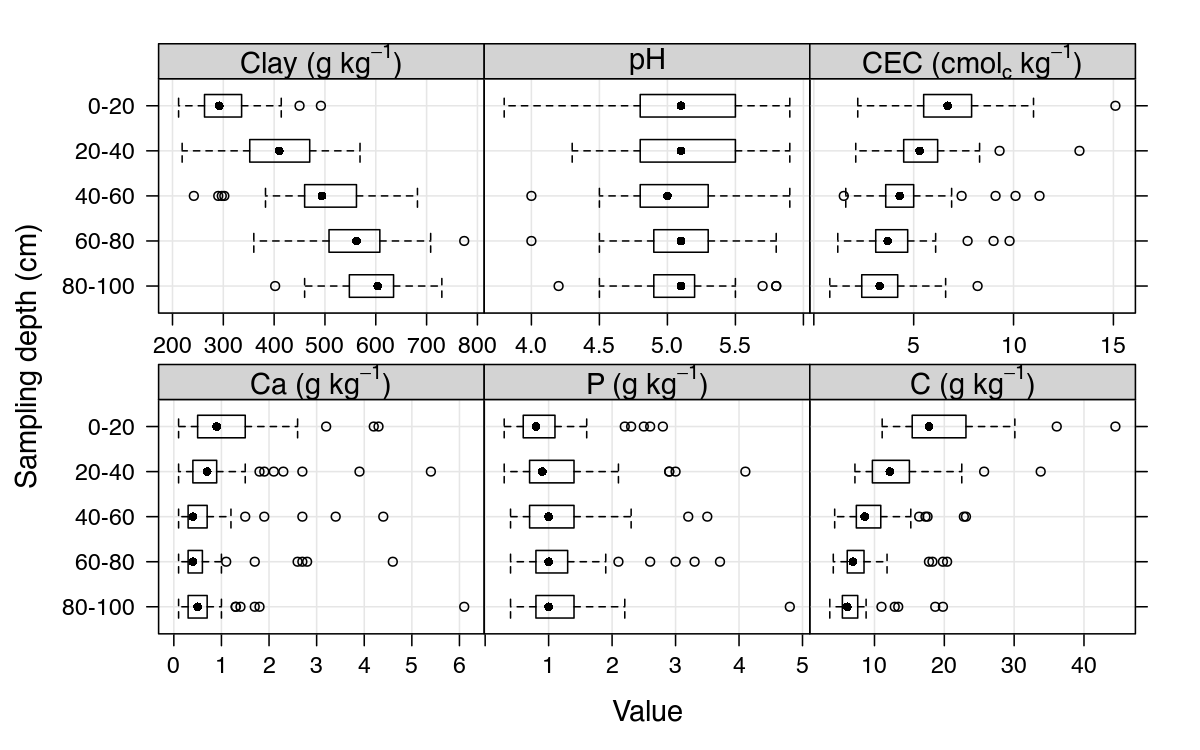 Clay (g kg⁻¹) pH CEC (cmol꜀ kg⁻¹)
0-20
20-40
40-60
60-80
80-100
200 300 400 500 600 700 800 4.0 4.5 5.0 5.5 5 10 15
Ca (g kg⁻¹) P (g kg⁻¹) C (g kg⁻¹)
0-20
20-40
40-60
60-80
80-100
0 1 2 3 4 5 6 1 2 3 4 5 10 20 30 40
Sampling depth (cm)
Value